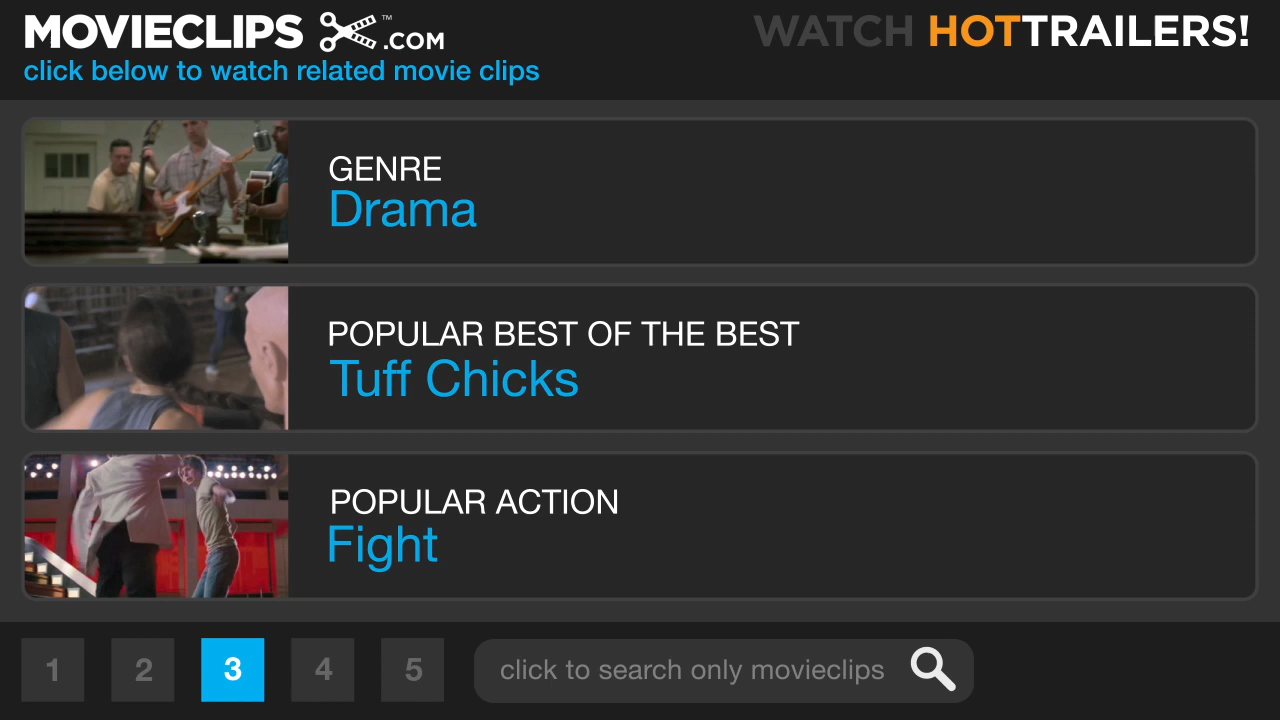 MOVIECLIPS ™ .COM
WATCH HOTTRAILERS!
click below to watch related movie clips
GENRE
Drama
POPULAR BEST OF THE BEST
Tuff Chicks
POPULAR ACTION
Fight
1 2 3 4 5 click to search only movieclips